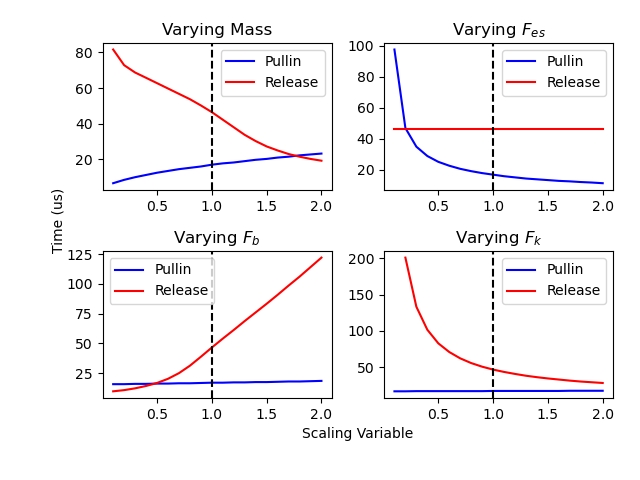 Varying Mass
80
60
40
20
0.5 1.0 1.5 2.0
Pullin
Release
Varying F_es
100
80
60
40
20
0.5 1.0 1.5 2.0
Pullin
Release
Time (us)
Varying F_b
125
100
75
50
25
0.5 1.0 1.5 2.0
Pullin
Release
Varying F_k
200
150
100
50
0.5 1.0 1.5 2.0
Pullin
Release
Scaling Variable